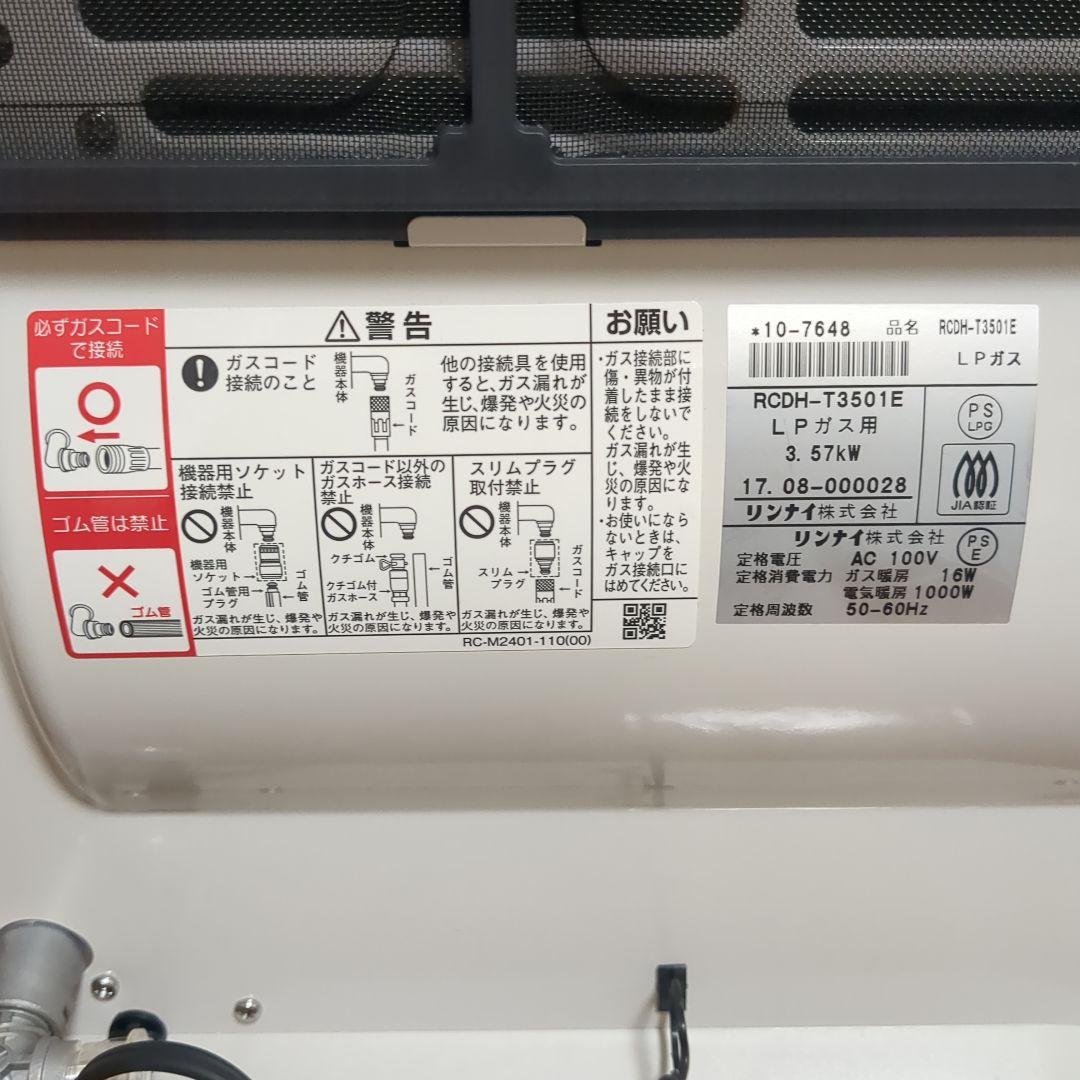 必ずガスコード
で接続
ゴム管は禁止
ゴム管
警告
ガスコード
接続のこと
機器本体
ガスコード
他の接続具を使用
すると、ガス漏れが
生じ、爆発や火災の
原因になります。
機器用ソケット
接続禁止
機器本体
機器用
ソケット
ゴム管用
プラグ
ゴム管
ガス漏れが生じ、爆発や
火災の原因になります。
ガスコード以外の
ガスホース接続
禁止
機器本体
クチゴム
クチゴム付
ガスホース
ゴム管
ガス漏れが生じ、爆発や
火災の原因になります。
スリムプラグ
取付禁止
機器本体
スリム
プラグ
ガスコード
ガス漏れが生じ、爆発や
火災の原因になります。
RC-M2401-110(00)
お願い
・ガス接続部に
傷・異物が付
着したまま接
続をしないで
ください。
ガス漏れが生
じ、爆発や火
災の原因にな
ります。
・お使いになら
ないときは、
キャップを
ガス接続口に
はめてください。
*10-7648 品名 RCDH-T3501E
LPガス
RCDH-T3501E
LPガス用
3.57kW
17.08-000028
リンナイ株式会社
PS
LPG
JIA認証
リンナイ株式会社
PS
E
定格電圧 AC 100V
定格消費電力 ガス暖房 16W
電気暖房 1000W
定格周波数 50-60Hz